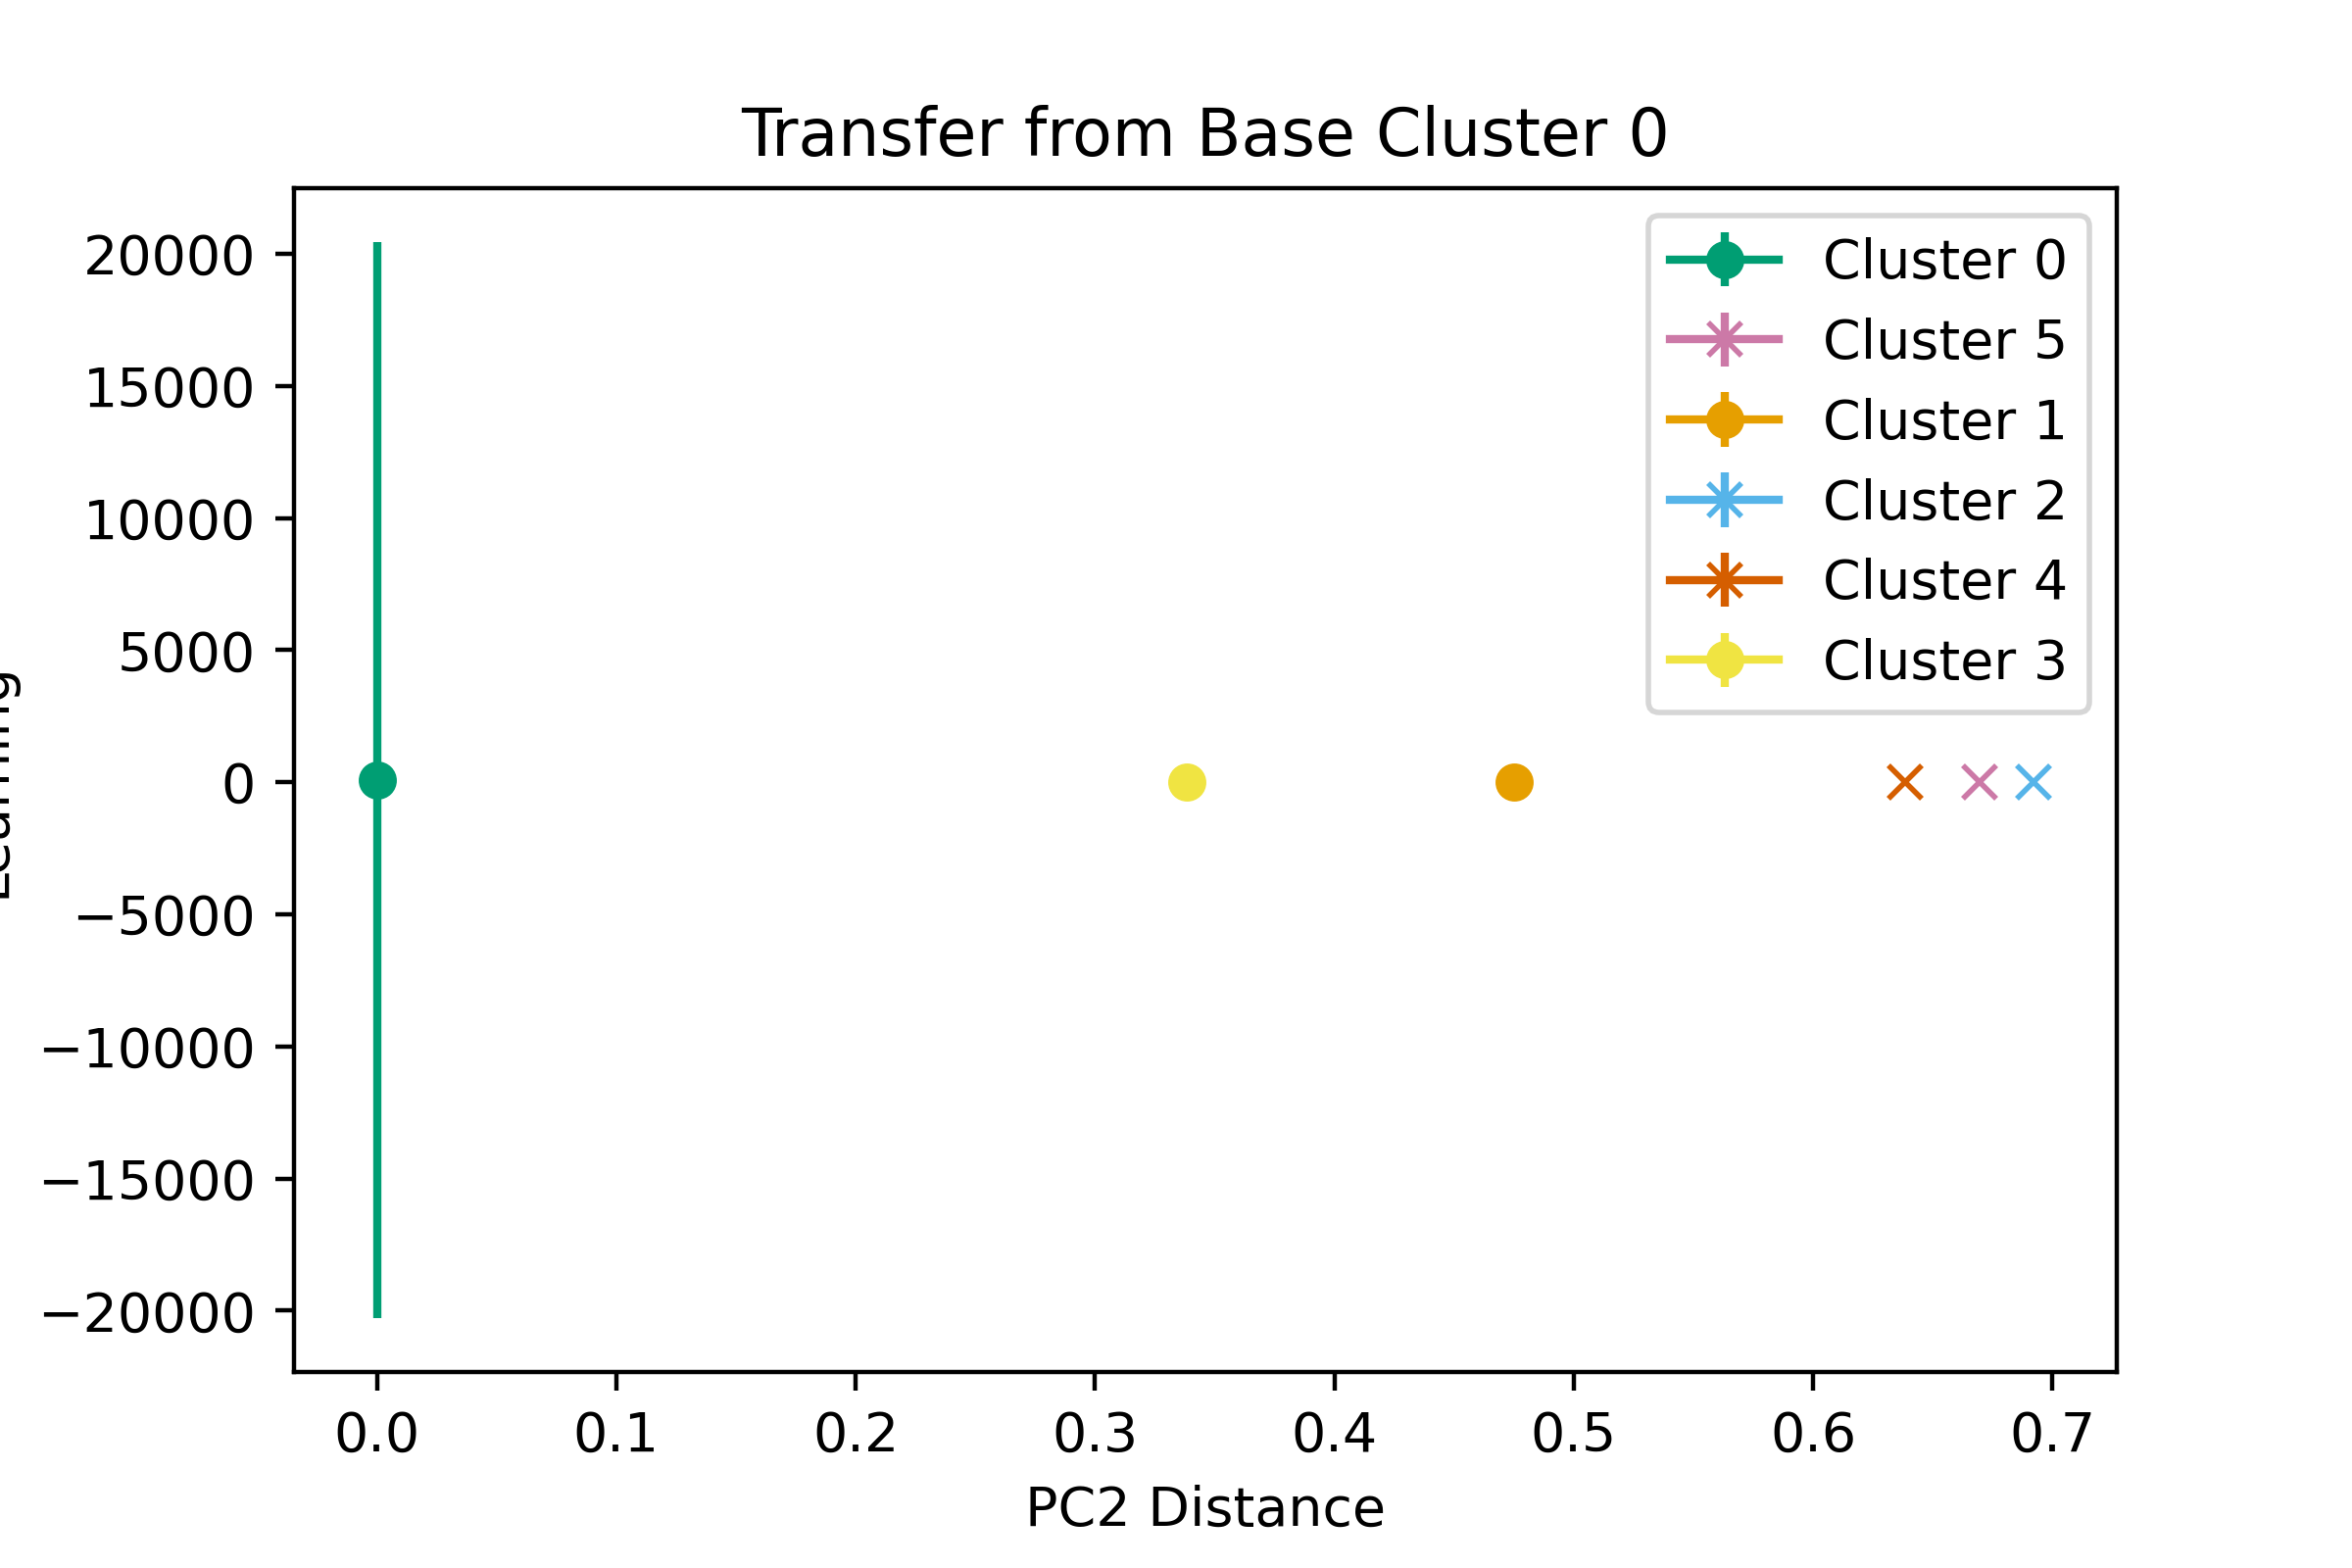 Transfer from Base Cluster 0
20000
15000
10000
5000
0
−5000
−10000
−15000
−20000
Cluster 0
Cluster 5
Cluster 1
Cluster 2
Cluster 4
Cluster 3
0.0 0.1 0.2 0.3 0.4 0.5 0.6 0.7
PC2 Distance